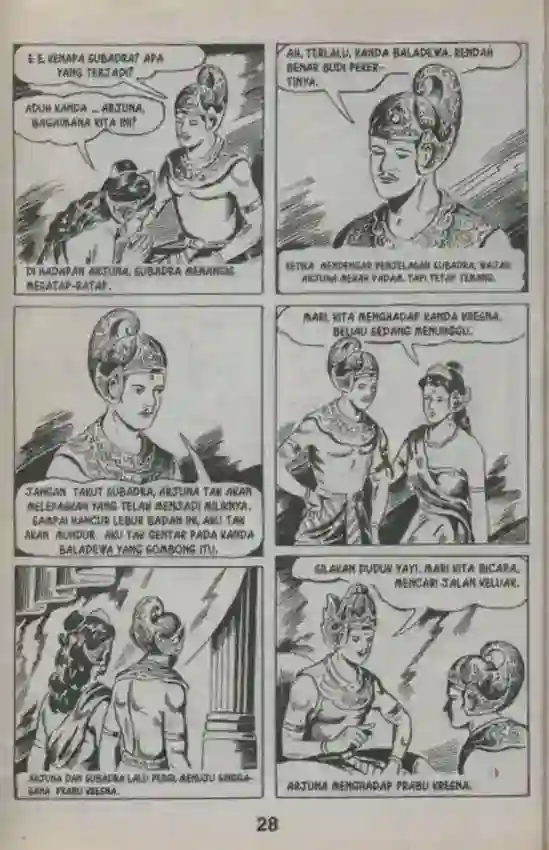 E E, KENAPA SUBADRA? APA
YANG TERJADI?
ADUH KANDA ... ARJUNA,
BAGAIMANA KITA INI?
DI HADAPAN ARJUNA, SUBADRA MENANGIS
MERATAP-RATAP.
AH, TERLALU, KANDA BALADEWA. RENDAH
BENAR BUDI PEKER-
TINYA.
KETIKA MENDENGAR PENJELASAN SUBADRA, WAJAH
ARJUNA MERAH PADAM. TAPI TETAP TENANG.
JANGAN TAKUT SUBADRA, ARJUNA TAK AKAN
MELEPASKAN YANG TELAH MENJADI MILIKNYA.
SAMPAI HANCUR LEBUR BADAN INI, AKU TAK
AKAN MUNDUR. AKU TAK GENTAR PADA KANDA
BALADEWA YANG SOMBONG ITU.
MARI, KITA MENGHADAP KANDA KRESNA.
BELIAU SEDANG MENUNGGU.
ARJUNA DAN SUBADRA LALU PERGI MENUJU SINGGA-
SANA PRABU KRESNA.
SILAKAN DUDUK YAYI. MARI KITA BICARA,
MENCARI JALAN KELUAR.
ARJUNA MENGHADAP PRABU KRESNA.
28